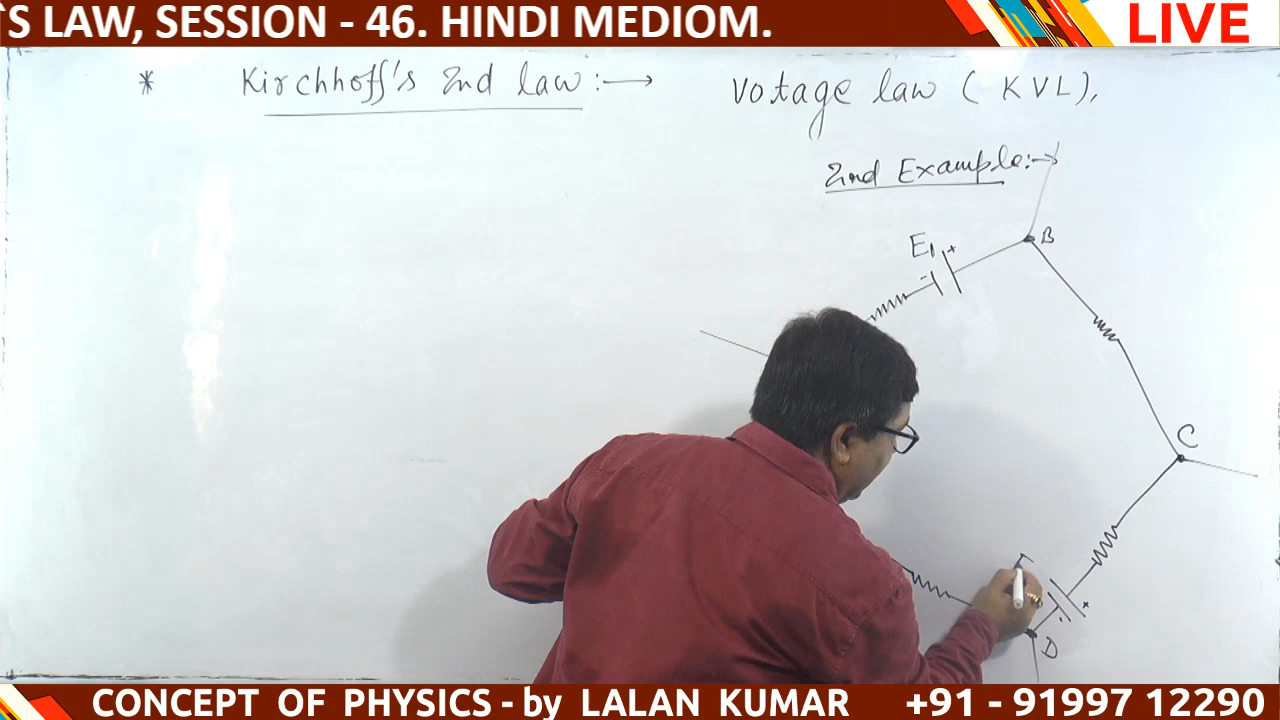 'S LAW, SESSION - 46. HINDI MEDIOM.
LIVE
* Kirchhoff's 2nd law :→ Votage law (KVL),
2nd Example :→
E1
+
-
B
C
+
-
D
CONCEPT OF PHYSICS - by LALAN KUMAR +91 - 91997 12290